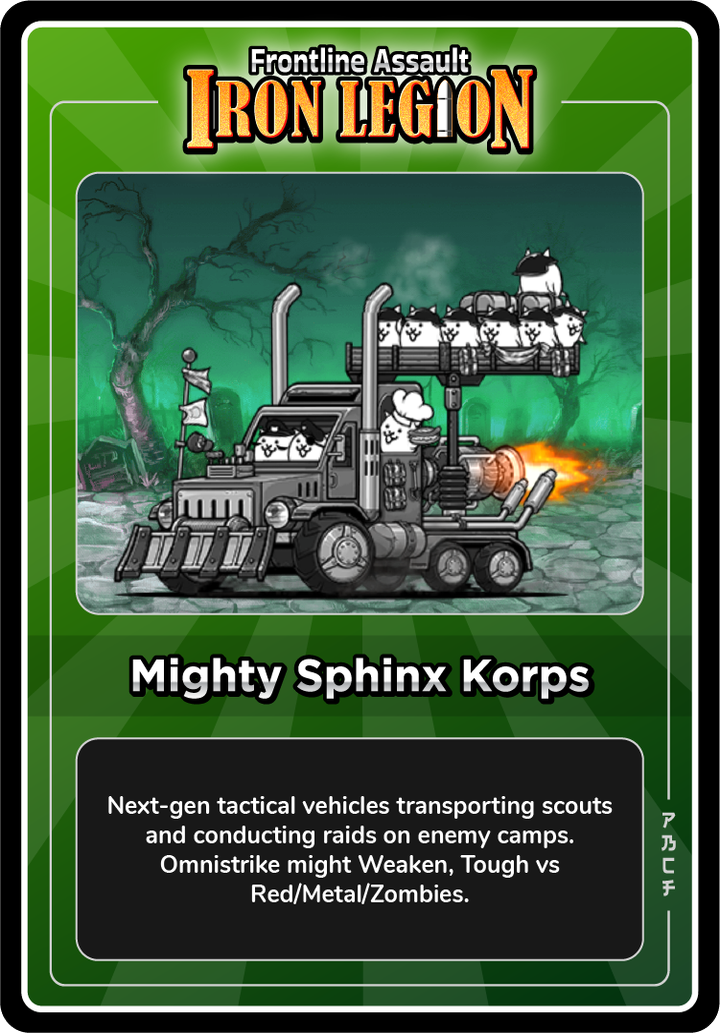 Frontline Assault
IRON LEGION
Mighty Sphinx Korps
Next-gen tactical vehicles transporting scouts
and conducting raids on enemy camps.
Omnistrike might Weaken, Tough vs
Red/Metal/Zombies.